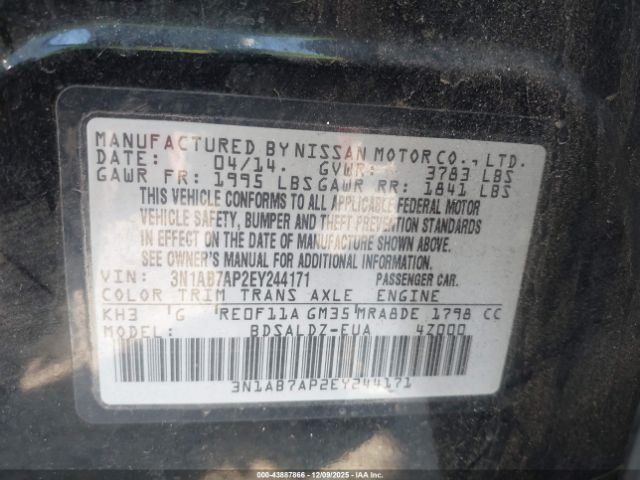 MANUFACTURED BY NISSAN MOTOR CO., LTD.
DATE: 04/14. GVWR: 3783 LBS
GAWR FR: 1995 LBS GAWR RR: 1841 LBS
THIS VEHICLE CONFORMS TO ALL APPLICABLE FEDERAL MOTOR
VEHICLE SAFETY, BUMPER AND THEFT PREVENTION STANDARDS
IN EFFECT ON THE DATE OF MANUFACTURE SHOWN ABOVE.
SEE OWNER'S MANUAL FOR ADDITIONAL INFORMATION.
VIN: 3N1AB7AP2EY244171 PASSENGER CAR.
COLOR TRIM TRANS AXLE ENGINE
KH3 G RE0F11A GM35 MRA8DE 1798 CC
MODEL: BDSALDZ-EUA 4Z000
3N1AB7AP2EY244171
000-43887866 - 12/09/2025 - IAAI.COM